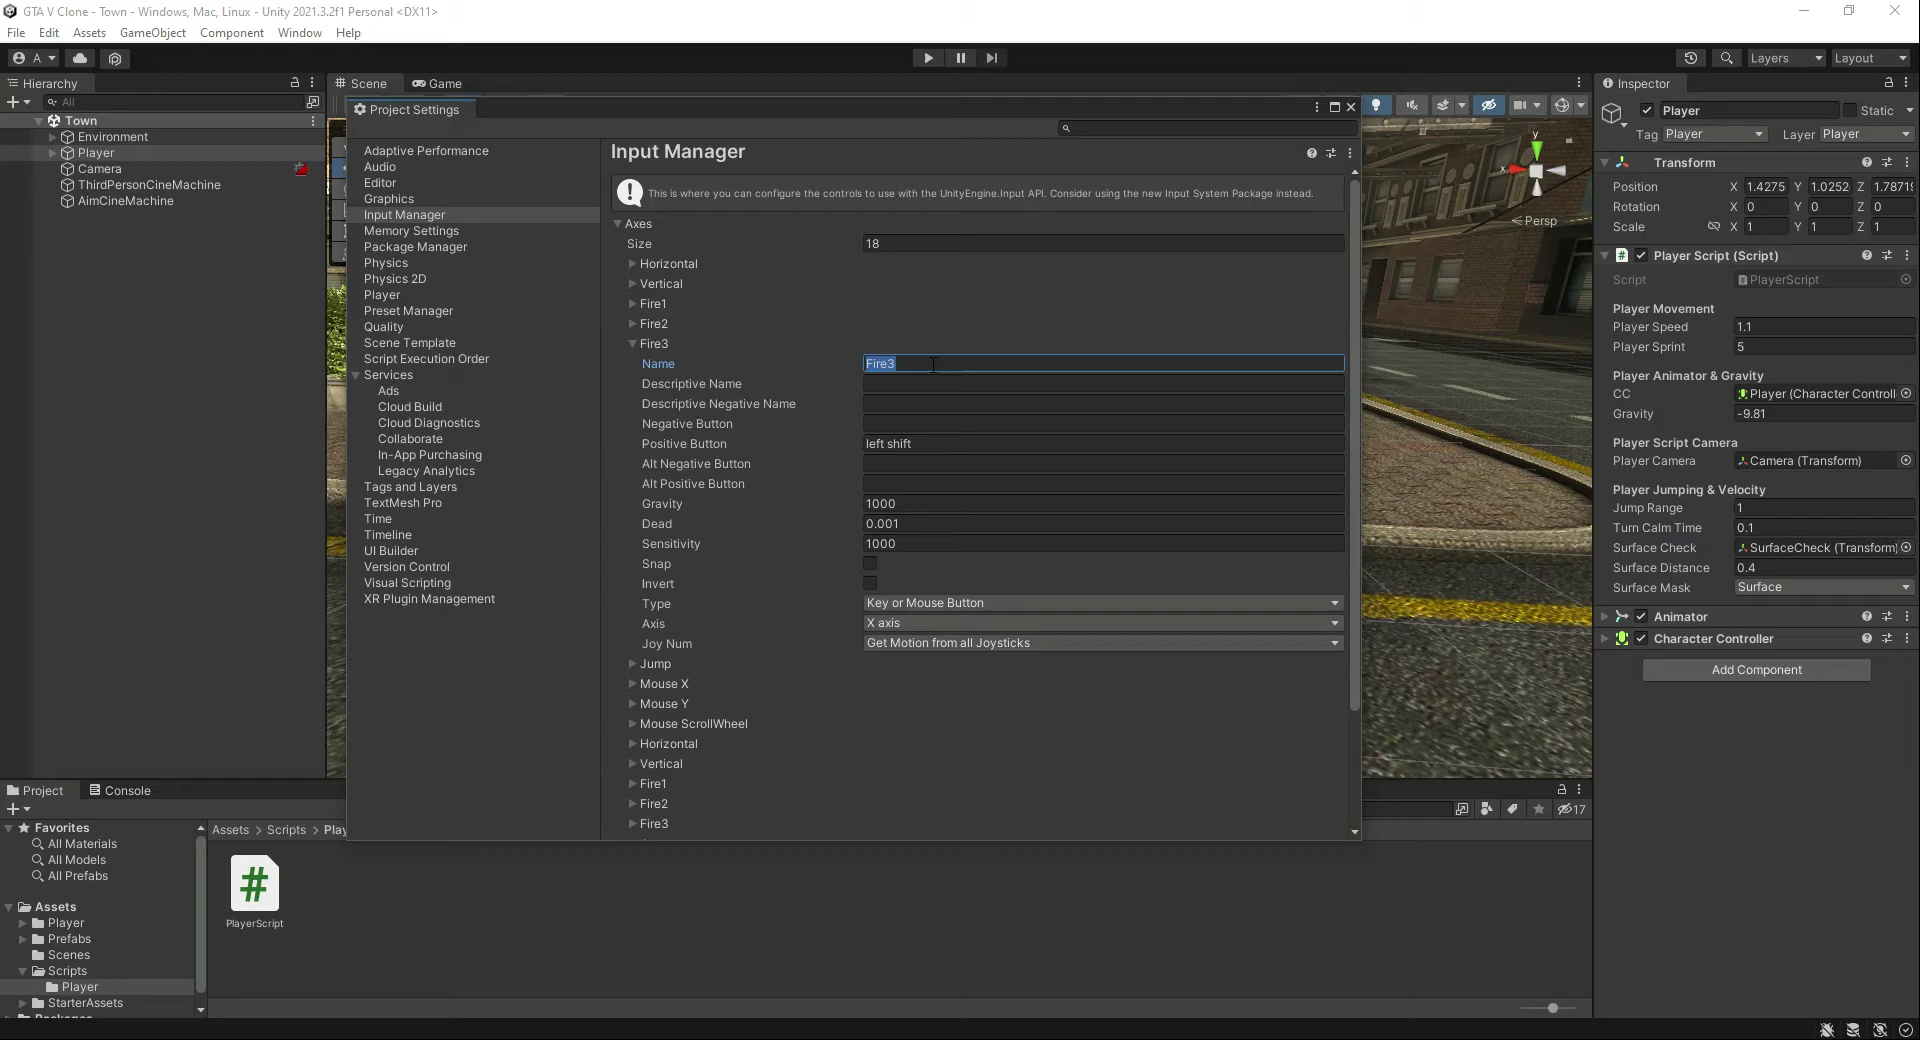 GTA V Clone - Town - Windows, Mac, Linux - Unity 2021.3.2f1 Personal <DX11>
File Edit Assets GameObject Component Window Help
A Layers Layout
Hierarchy
All
Town
Environment
Player
Camera
ThirdPersonCineMachine
AimCineMachine
Scene Game
Project Settings
Adaptive Performance
Audio
Editor
Graphics
Input Manager
Memory Settings
Package Manager
Physics
Physics 2D
Player
Preset Manager
Quality
Scene Template
Script Execution Order
Services
Ads
Cloud Build
Cloud Diagnostics
Collaborate
In-App Purchasing
Legacy Analytics
Tags and Layers
TextMesh Pro
Time
Timeline
UI Builder
Version Control
Visual Scripting
XR Plugin Management
Input Manager
This is where you can configure the controls to use with the UnityEngine.Input API. Consider using the new Input System Package instead.
Axes
Size 18
Horizontal
Vertical
Fire1
Fire2
Fire3
Name Fire3
Descriptive Name
Descriptive Negative Name
Negative Button
Positive Button left shift
Alt Negative Button
Alt Positive Button
Gravity 1000
Dead 0.001
Sensitivity 1000
Snap
Invert
Type Key or Mouse Button
Axis X axis
Joy Num Get Motion from all Joysticks
Jump
Mouse X
Mouse Y
Mouse ScrollWheel
Horizontal
Vertical
Fire1
Fire2
Fire3
y
x
< Persp
Inspector
Player Static
Tag Player Layer Player
Transform
Position X 1.4275 Y 1.0252 Z 1.7871
Rotation X 0 Y 0 Z 0
Scale X 1 Y 1 Z 1
# Player Script (Script)
Script PlayerScript
Player Movement
Player Speed 1.1
Player Sprint 5
Player Animator & Gravity
CC Player (Character Controll
Gravity -9.81
Player Script Camera
Player Camera Camera (Transform)
Player Jumping & Velocity
Jump Range 1
Turn Calm Time 0.1
Surface Check SurfaceCheck (Transform)
Surface Distance 0.4
Surface Mask Surface
Animator
Character Controller
Add Component
Project Console
17
Favorites
All Materials
All Models
All Prefabs
Assets
Player
Prefabs
Scenes
Scripts
Player
StarterAssets
Assets > Scripts > Play
#
PlayerScript